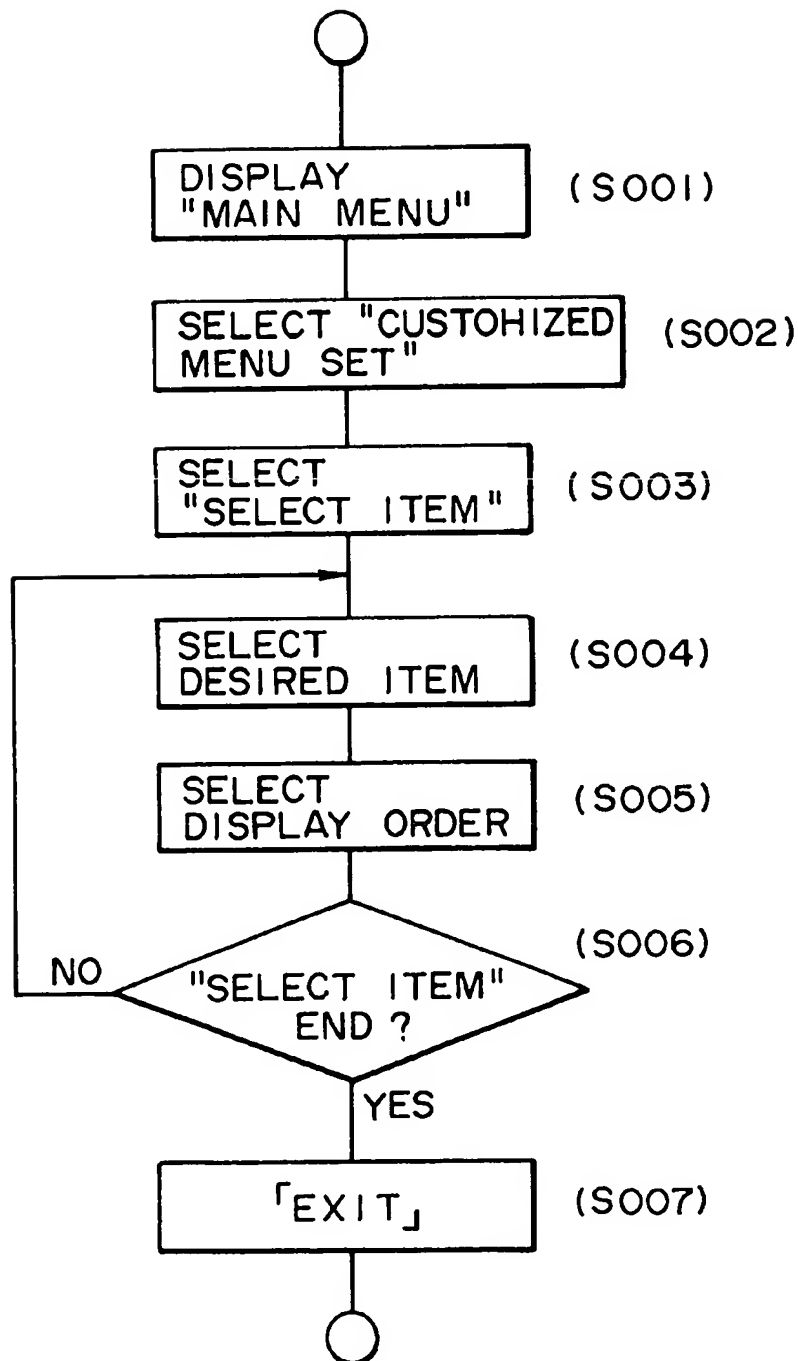 DISPLAY
"MAIN MENU"
(S001)
SELECT "CUSTOHIZED
MENU SET"
(S002)
SELECT
"SELECT ITEM"
(S003)
SELECT
DESIRED ITEM
(S004)
SELECT
DISPLAY ORDER
(S005)
(S006)
NO
"SELECT ITEM"
END ?
YES
「EXIT」
(S007)